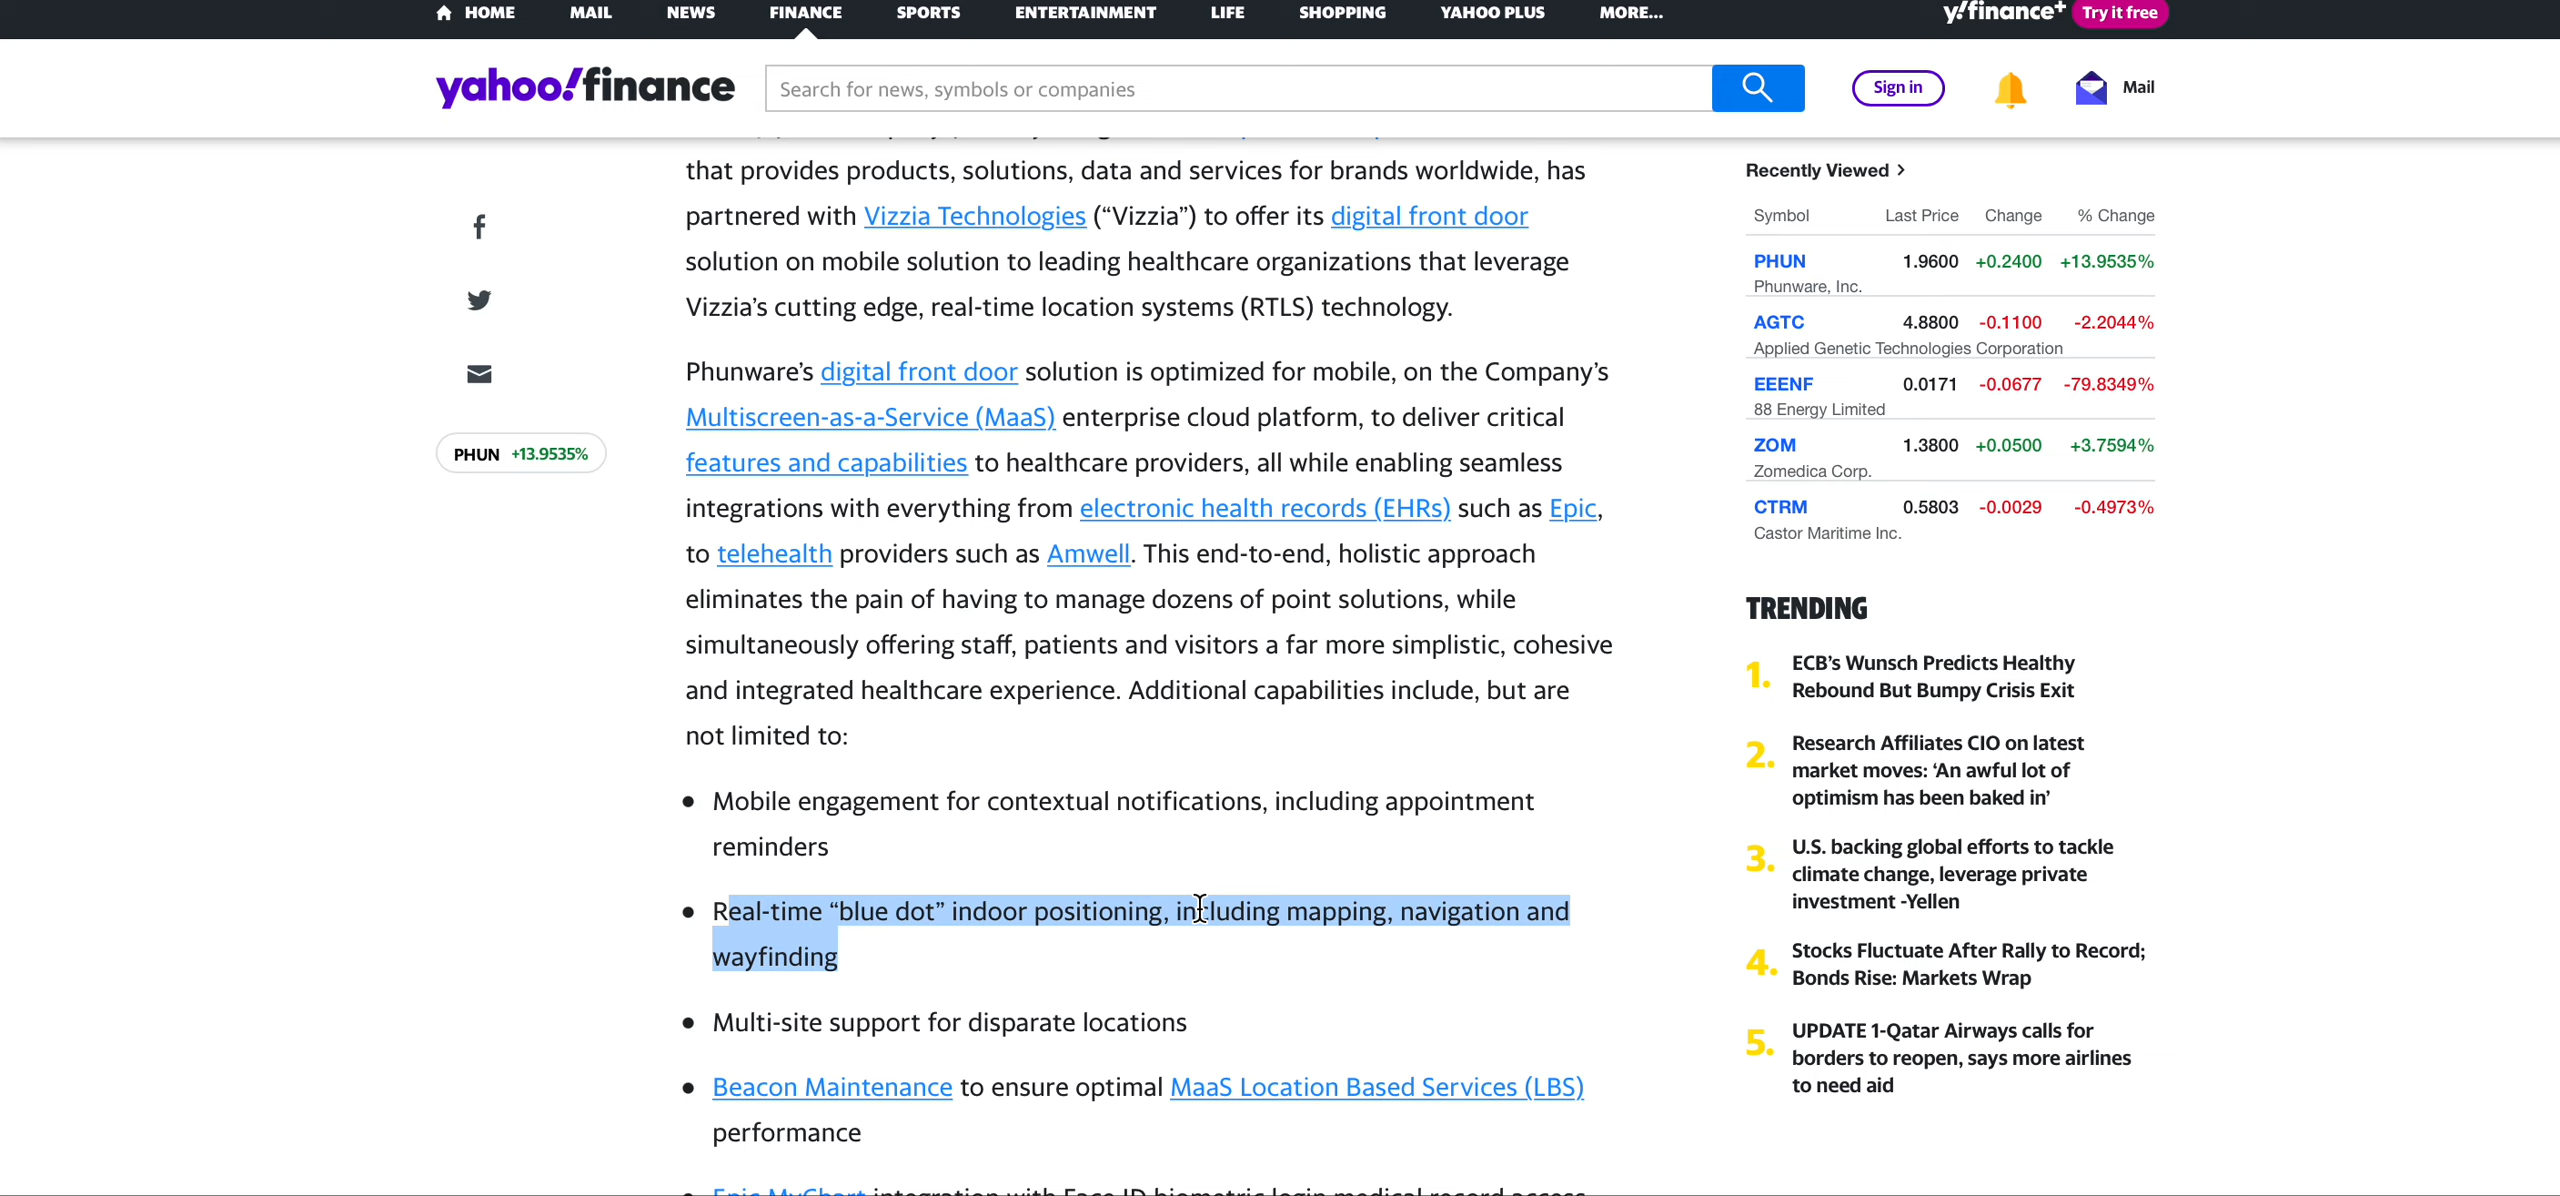 HOME MAIL NEWS FINANCE SPORTS ENTERTAINMENT LIFE SHOPPING YAHOO PLUS MORE... y!finance+ Try it free
yahoo!finance Search for news, symbols or companies Sign in Mail
that provides products, solutions, data and services for brands worldwide, has
partnered with Vizzia Technologies (“Vizzia”) to offer its digital front door
solution on mobile solution to leading healthcare organizations that leverage
Vizzia’s cutting edge, real-time location systems (RTLS) technology.
Phunware’s digital front door solution is optimized for mobile, on the Company’s
Multiscreen-as-a-Service (MaaS) enterprise cloud platform, to deliver critical
features and capabilities to healthcare providers, all while enabling seamless
integrations with everything from electronic health records (EHRs) such as Epic,
to telehealth providers such as Amwell. This end-to-end, holistic approach
eliminates the pain of having to manage dozens of point solutions, while
simultaneously offering staff, patients and visitors a far more simplistic, cohesive
and integrated healthcare experience. Additional capabilities include, but are
not limited to:
• Mobile engagement for contextual notifications, including appointment
reminders
• Real-time “blue dot” indoor positioning, including mapping, navigation and
wayfinding
• Multi-site support for disparate locations
• Beacon Maintenance to ensure optimal MaaS Location Based Services (LBS)
performance
Epic MyChart integration with Face ID biometric login medical record access
PHUN +13.9535%
Recently Viewed >
Symbol Last Price Change % Change
PHUN 1.9600 +0.2400 +13.9535%
Phunware, Inc.
AGTC 4.8800 -0.1100 -2.2044%
Applied Genetic Technologies Corporation
EEENF 0.0171 -0.0677 -79.8349%
88 Energy Limited
ZOM 1.3800 +0.0500 +3.7594%
Zomedica Corp.
CTRM 0.5803 -0.0029 -0.4973%
Castor Maritime Inc.
TRENDING
1. ECB’s Wunsch Predicts Healthy
Rebound But Bumpy Crisis Exit
2. Research Affiliates CIO on latest
market moves: ‘An awful lot of
optimism has been baked in’
3. U.S. backing global efforts to tackle
climate change, leverage private
investment -Yellen
4. Stocks Fluctuate After Rally to Record;
Bonds Rise: Markets Wrap
5. UPDATE 1-Qatar Airways calls for
borders to reopen, says more airlines
to need aid